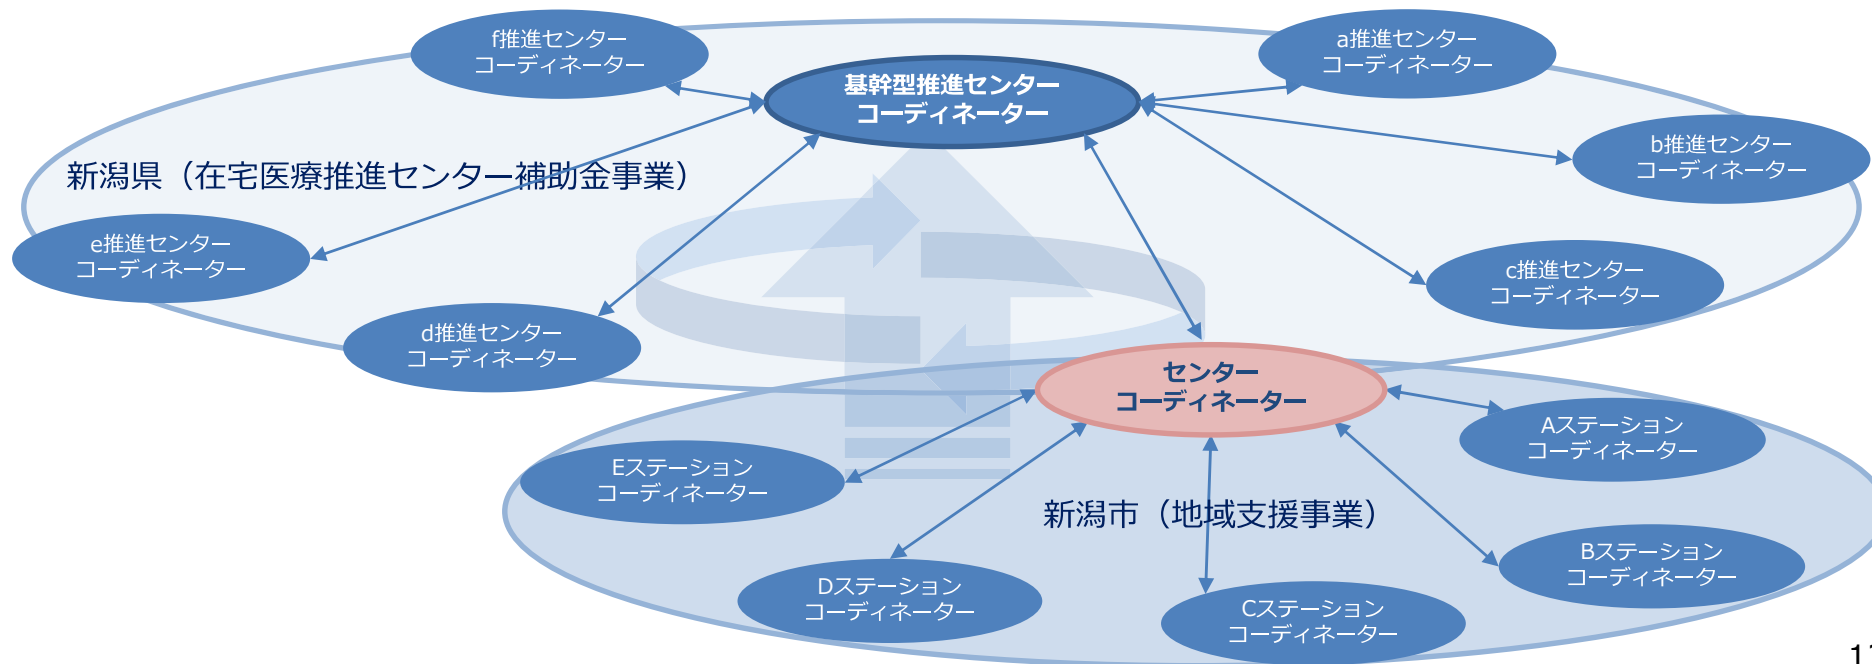 f推進センター
コーディネーター
a推進センター
コーディネーター
基幹型推進センター
コーディネーター
b推進センター
コーディネーター
新潟県（在宅医療推進センター補助金事業）
e推進センター
コーディネーター
c推進センター
コーディネーター
d推進センター
コーディネーター
センター
コーディネーター
Aステーション
コーディネーター
Eステーション
コーディネーター
新潟市（地域支援事業）
Bステーション
コーディネーター
Dステーション
コーディネーター
Cステーション
コーディネーター